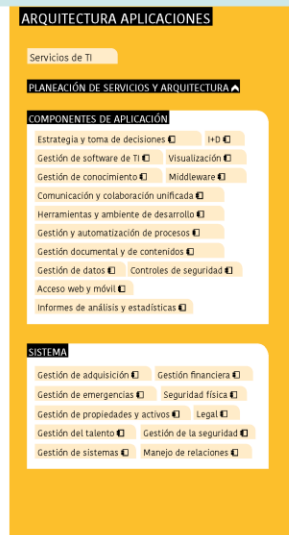 ARQUITECTURA APLICACIONES
Servicios de TI
PLANEACIÓN DE SERVICIOS Y ARQUITECTURA
COMPONENTES DE APLICACIÓN
Estrategia y toma de decisiones I+D
Gestión de software de TI Visualización
Gestión de conocimiento Middleware
Comunicación y colaboración unificada
Herramientas y ambiente de desarrollo
Gestión y automatización de procesos
Gestión documental y de contenidos
Gestión de datos Controles de seguridad
Acceso web y móvil
Informes de análisis y estadísticas
SISTEMA
Gestión de adquisición Gestión financiera
Gestión de emergencias Seguridad física
Gestión de propiedades y activos Legal
Gestión del talento Gestión de la seguridad
Gestión de sistemas Manejo de relaciones